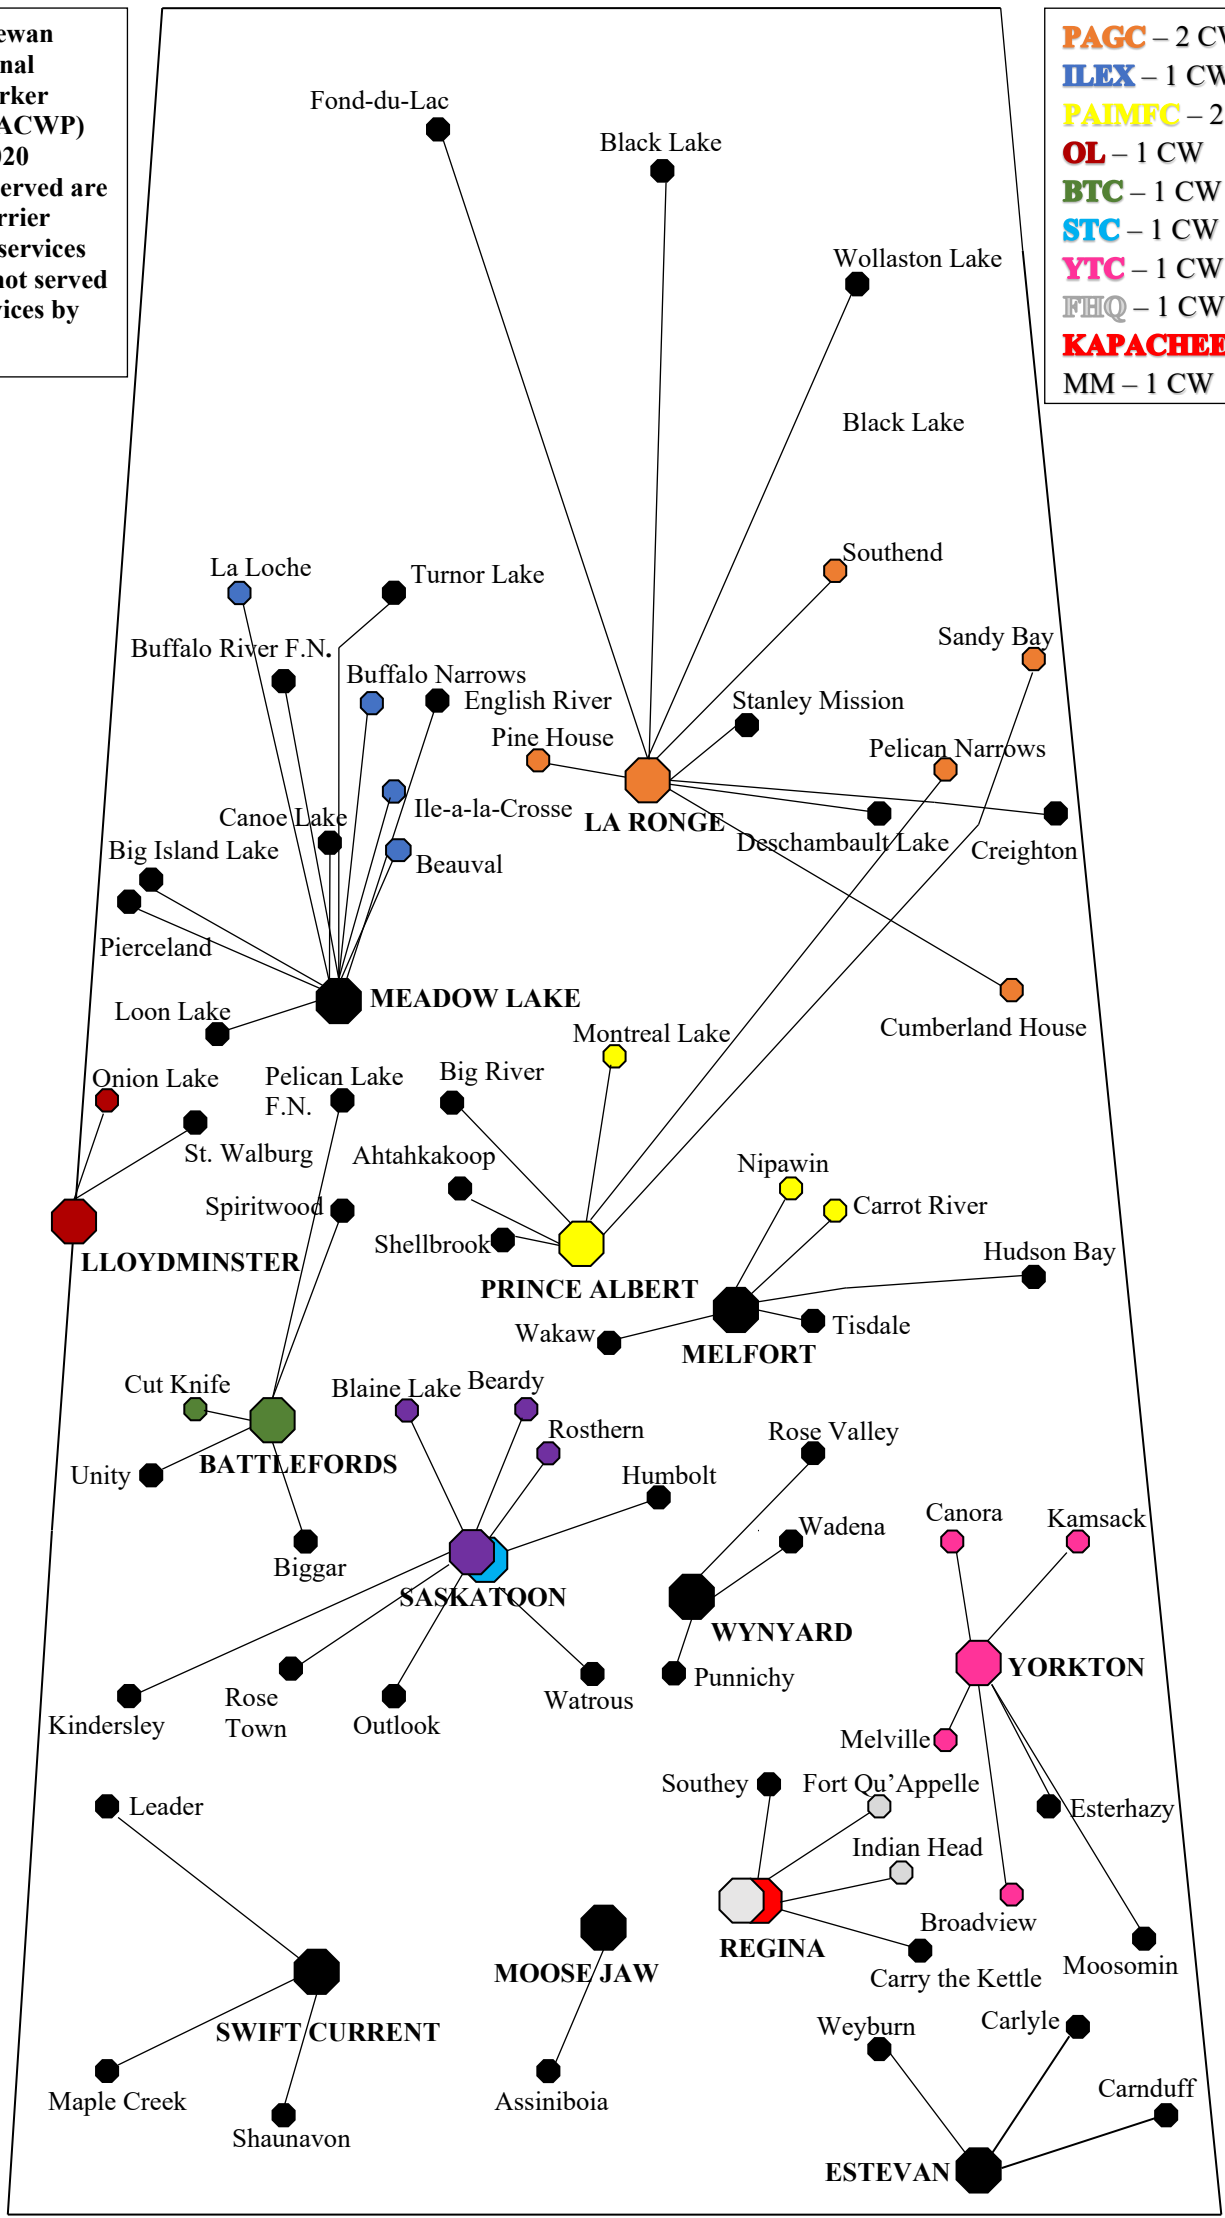 ewan
nal
rker
ACWP)
020
erved are
rrier
services
not served
vices by
PAGC – 2 CW
ILEX – 1 CW
PAIMFC – 2
OL – 1 CW
BTC – 1 CW
STC – 1 CW
YTC – 1 CW
FHQ – 1 CW
KAPACHEE
MM – 1 CW
Fond-du-Lac
Black Lake
Wollaston Lake
Black Lake
Southend
La Loche
Turnor Lake
Sandy Bay
Buffalo River F.N.
Buffalo Narrows
English River
Stanley Mission
Pine House
Pelican Narrows
Ile-a-la-Crosse
Canoe Lake
LA RONGE
Deschambault Lake
Creighton
Big Island Lake
Beauval
Pierceland
MEADOW LAKE
Loon Lake
Cumberland House
Montreal Lake
Onion Lake
Pelican Lake
F.N.
Big River
St. Walburg
Ahtahkakoop
Nipawin
Spiritwood
Carrot River
Shellbrook
Hudson Bay
LLOYDMINSTER
PRINCE ALBERT
Wakaw
Tisdale
MELFORT
Cut Knife
Blaine Lake
Beardy
Rosthern
Rose Valley
BATTLEFORDS
Unity
Humbolt
Canora
Kamsack
Wadena
Biggar
SASKATOON
WYNYARD
YORKTON
Punnichy
Rose
Town
Watrous
Kindersley
Outlook
Melville
Southey
Fort Qu’Appelle
Leader
Esterhazy
Indian Head
Broadview
REGINA
MOOSE JAW
Moosomin
Carry the Kettle
SWIFT CURRENT
Weyburn
Carlyle
Maple Creek
Assiniboia
Carnduff
Shaunavon
ESTEVAN